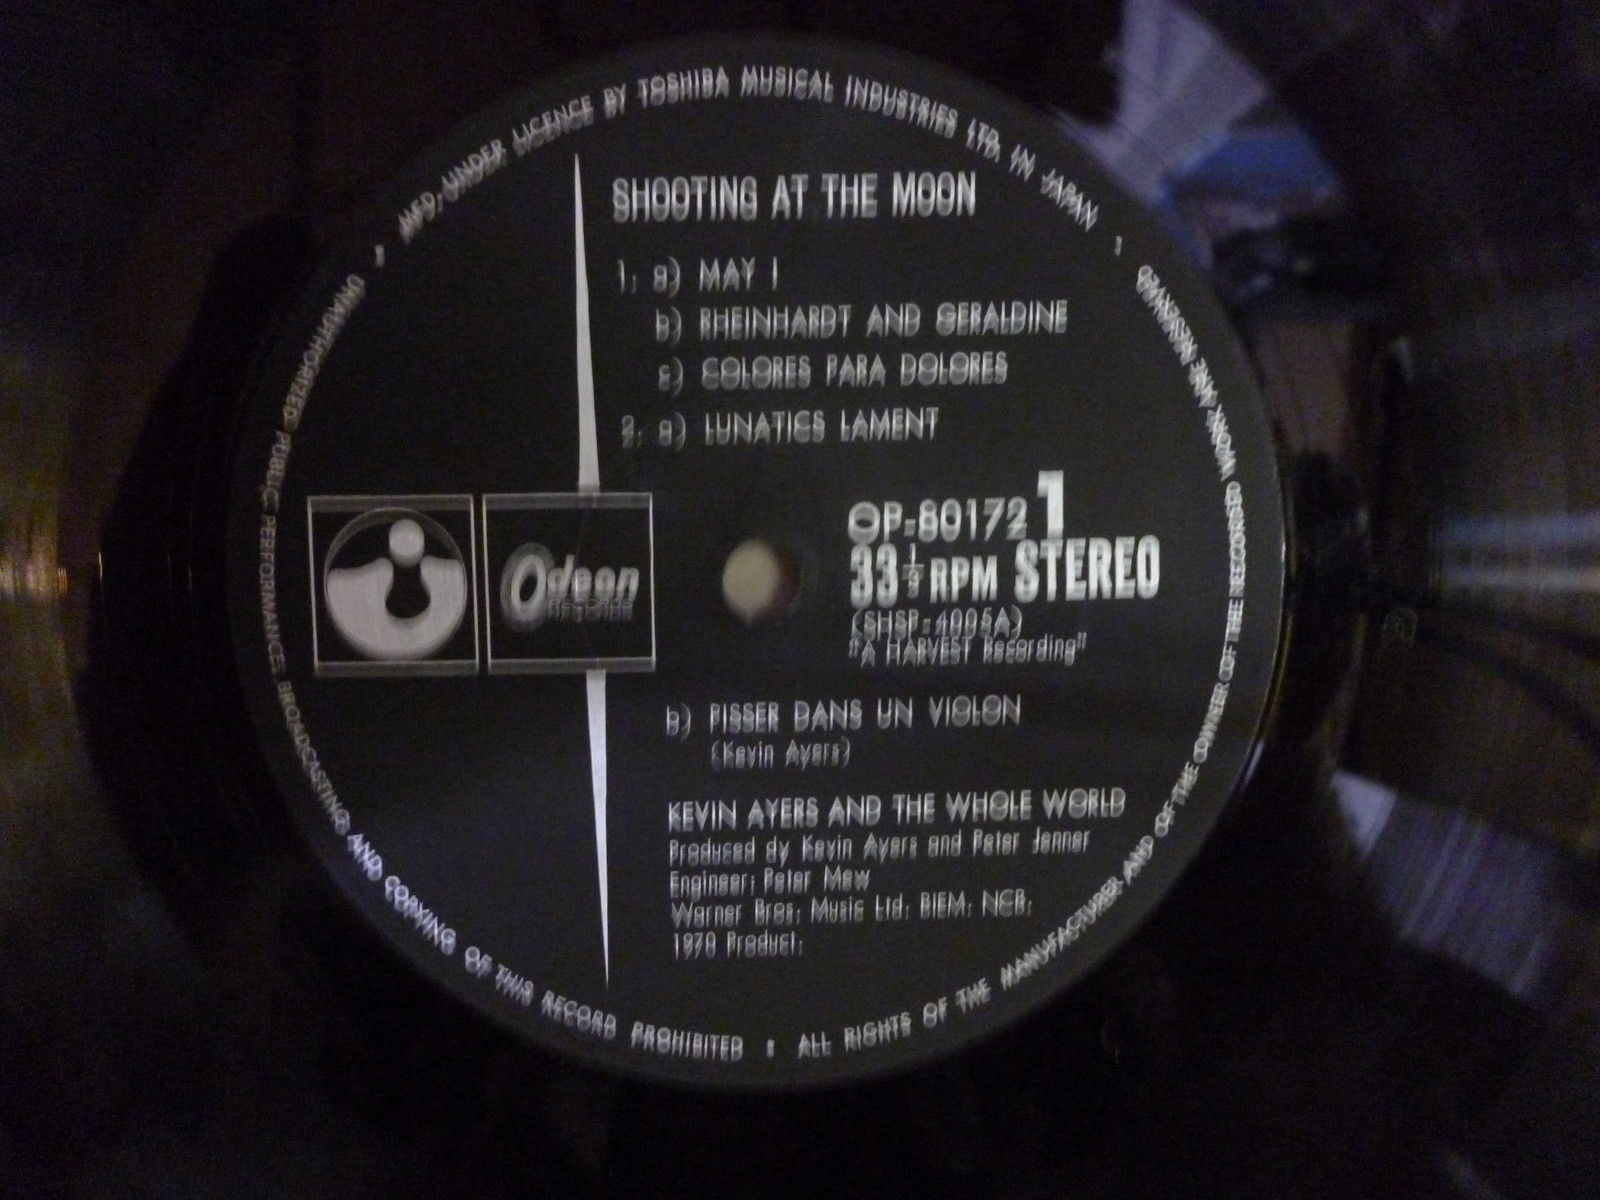 MFD. UNDER LICENCE BY TOSHIBA MUSICAL INDUSTRIES LTD. IN JAPAN
SHOOTING AT THE MOON
1. a) MAY I
b) RHEINHARDT AND GERALDINE
c) COLORES PARA DOLORES
2. a) LUNATICS LAMENT
Odeon
RECORDS
OP-80172 1
33 1/3 RPM STEREO
(SHSP-4005A)
"A HARVEST Recording"
b) PISSER DANS UN VIOLON
(Kevin Ayers)
KEVIN AYERS AND THE WHOLE WORLD
Produced by Kevin Ayers and Peter Jenner
Engineer: Peter Mew
Warner Bros. Music Ltd. BIEM, NCB,
1970 Product.
ALL RIGHTS OF THE MANUFACTURER AND OF THE OWNER OF THE RECORDED WORK ARE RESERVED
UNAUTHORIZED PUBLIC PERFORMANCE, BROADCASTING AND COPYING OF THIS RECORD PROHIBITED